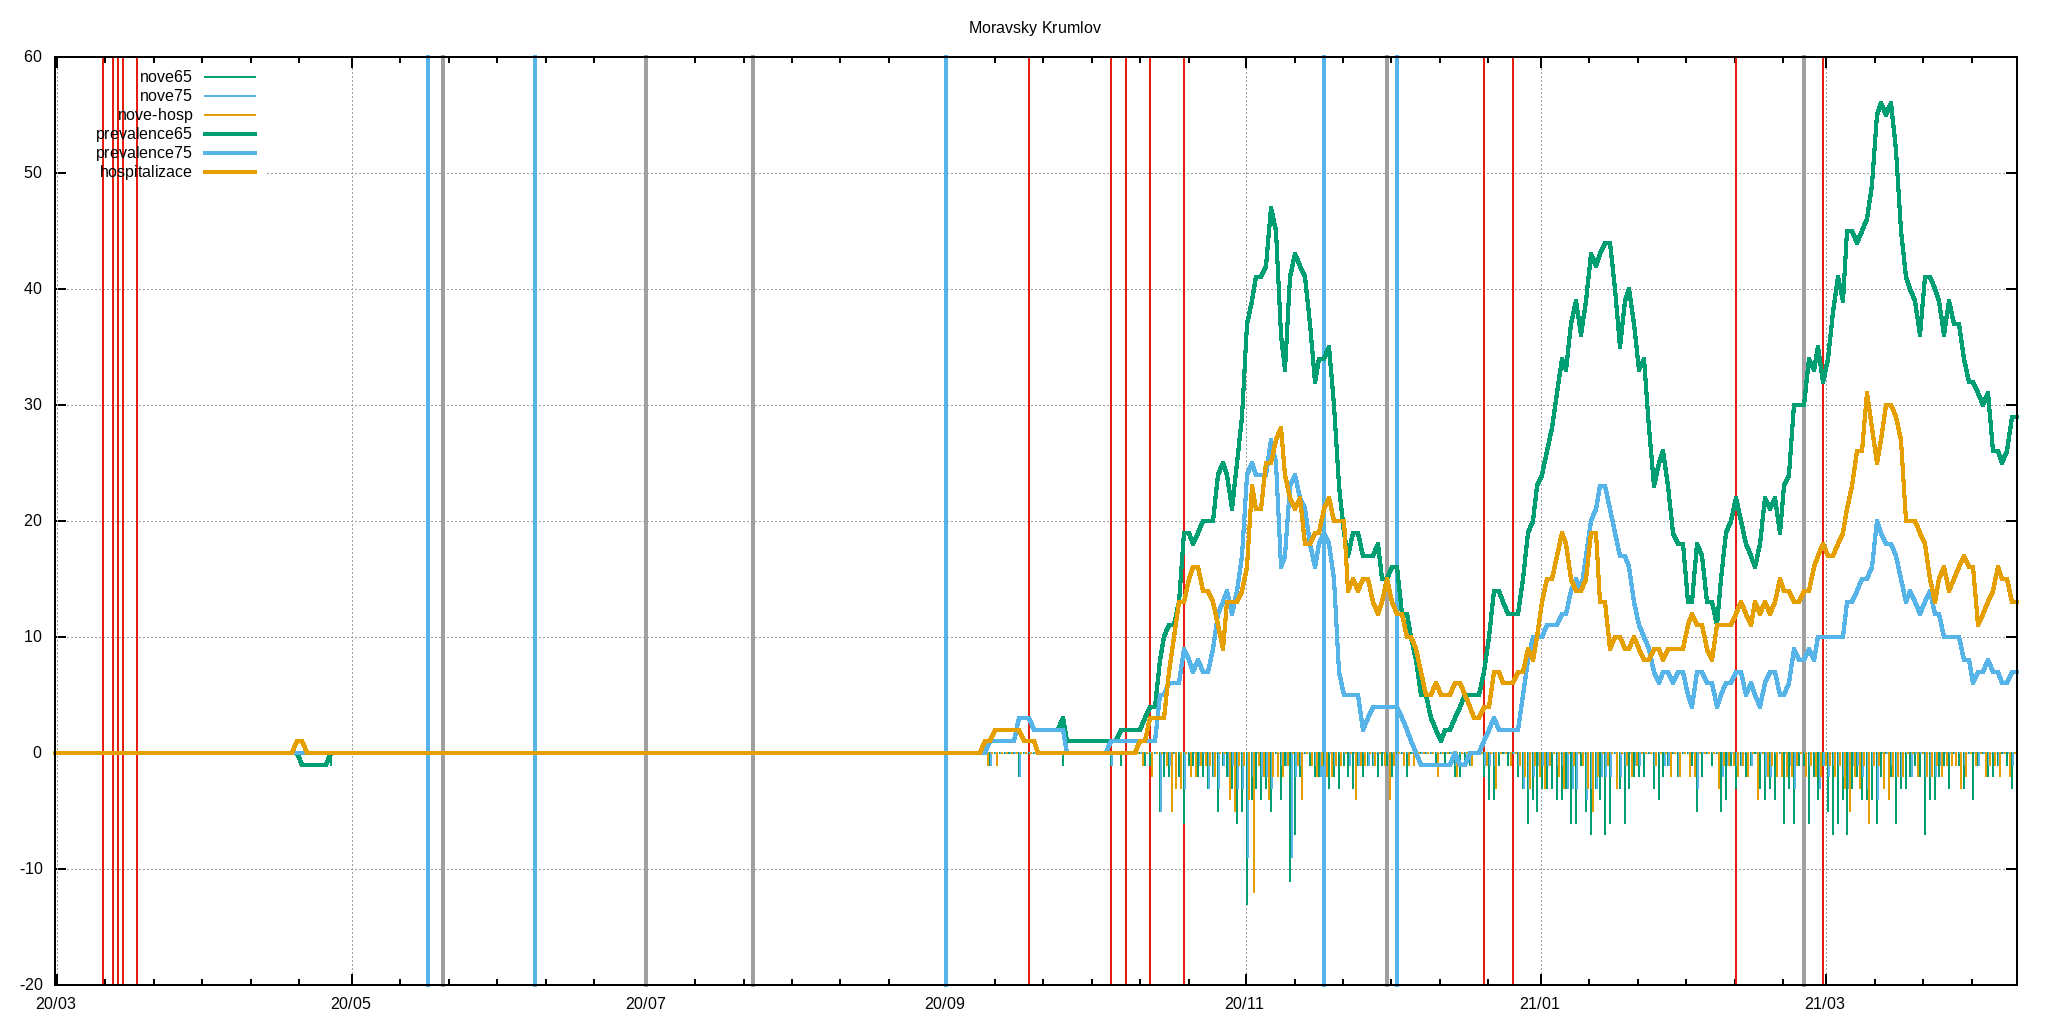 Moravsky Krumlov
60
50
40
30
20
10
0
-10
-20
nove65
nove75
nove-hosp
prevalence65
prevalence75
hospitalizace
20/03 20/05 20/07 20/09 20/11 21/01 21/03